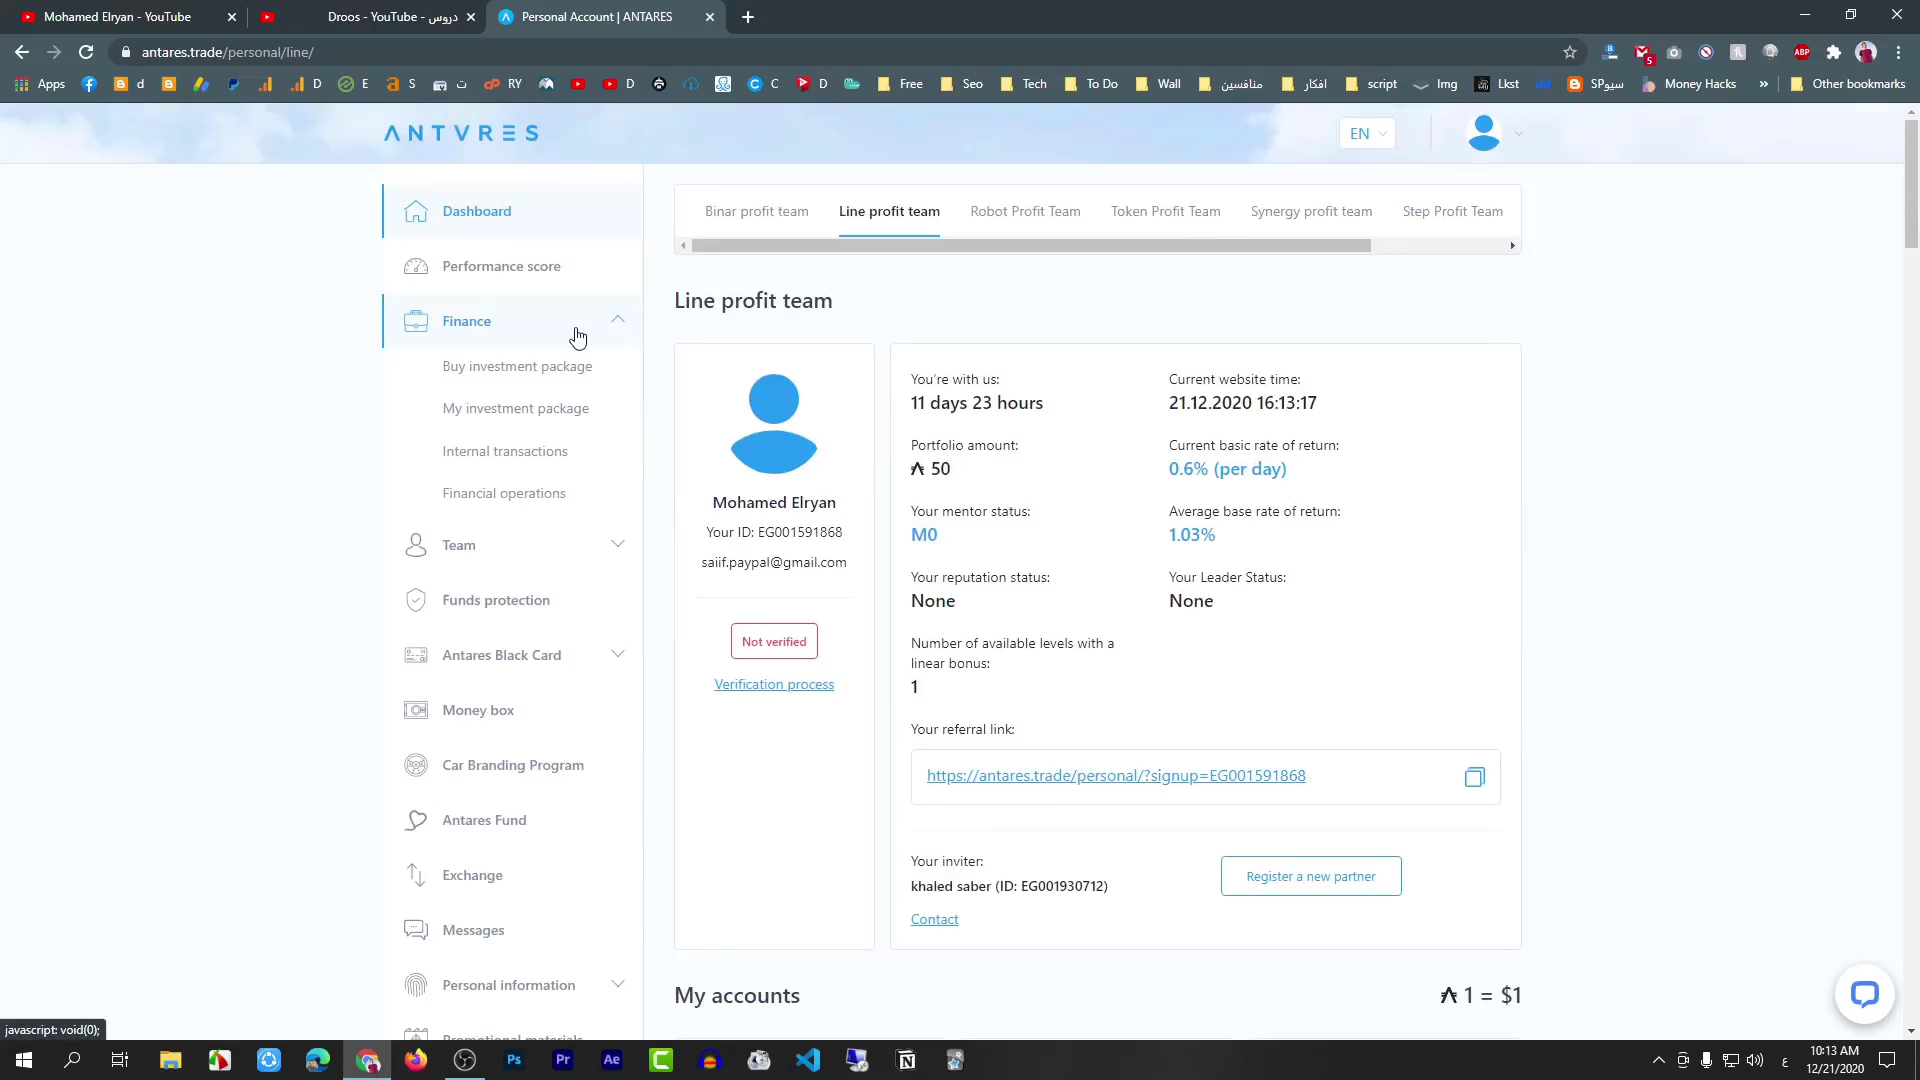 Mohamed Elryan - YouTube
Droos - YouTube - دروس
Personal Account | ANTARES
antares.trade/personal/line/
5
ABP
Apps
d
D
E
S
ت
RY
D
C
D
Free
Seo
Tech
To Do
Wall
منافسين
افكار
script
Img
Lkst
dd
سيوSP
Money Hacks
»
Other bookmarks
ANTVRES
EN
Dashboard
Performance score
Finance
Buy investment package
My investment package
Internal transactions
Financial operations
Team
Funds protection
Antares Black Card
Money box
Car Branding Program
Antares Fund
Exchange
Messages
Personal information
Promotional materials
Binar profit team
Line profit team
Robot Profit Team
Token Profit Team
Synergy profit team
Step Profit Team
Line profit team
Mohamed Elryan
Your ID: EG001591868
saiif.paypal@gmail.com
Not verified
Verification process
You're with us:
11 days 23 hours
Current website time:
21.12.2020 16:13:17
Portfolio amount:
50
Current basic rate of return:
0.6% (per day)
Your mentor status:
M0
Average base rate of return:
1.03%
Your reputation status:
None
Your Leader Status:
None
Number of available levels with a
linear bonus:
1
Your referral link:
https://antares.trade/personal/?signup=EG001591868
Your inviter:
khaled saber (ID: EG001930712)
Contact
Register a new partner
My accounts
1 = $1
javascript: void(0);
Ps
Pr
Ae
C
N
ع
10:13 AM
12/21/2020